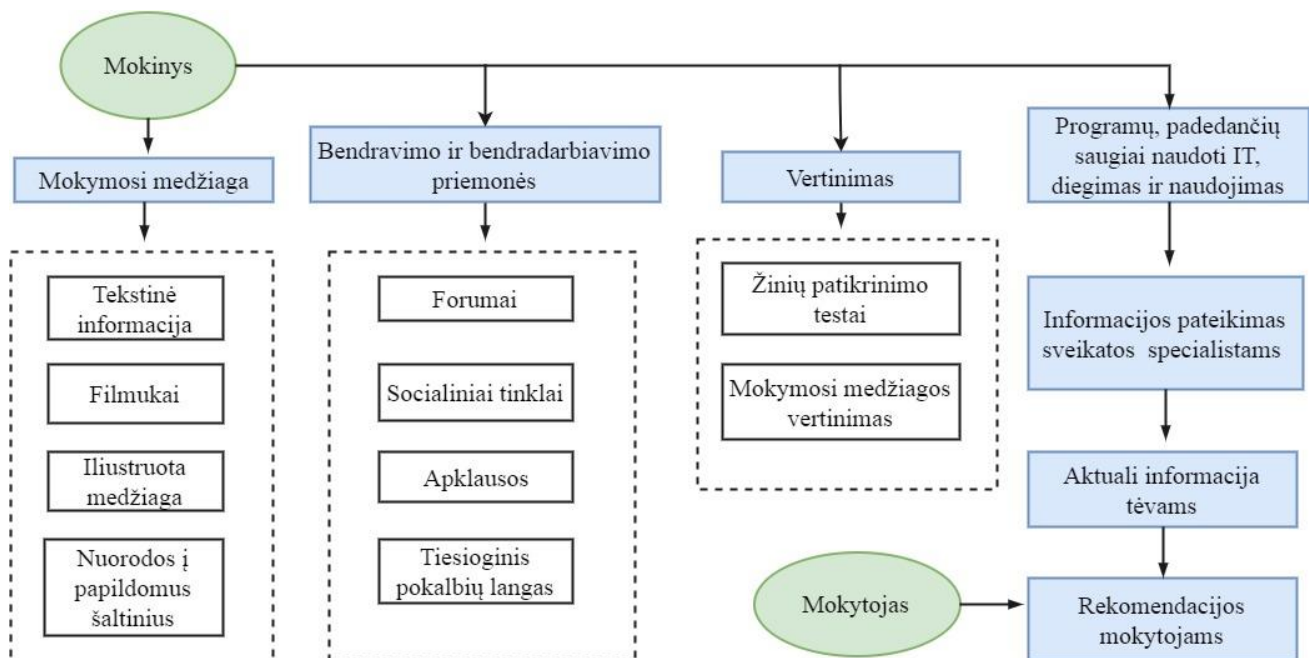 Mokinys
Mokymosi medžiaga
Tekstinė
informacija
Filmukai
Iliustruota
medžiaga
Nuorodos į
papildomus
šaltinius
Bendravimo ir bendradarbiavimo
priemonės
Forumai
Socialiniai tinklai
Apklausos
Tiesioginis
pokalbių langas
Vertinimas
Žinių patikrinimo
testai
Mokymosi medžiagos
vertinimas
Programų, padedančių
saugiai naudoti IT,
diegimas ir naudojimas
Informacijos pateikimas
sveikatos specialistams
Aktuali informacija
tėvams
Mokytojas
Rekomendacijos
mokytojams